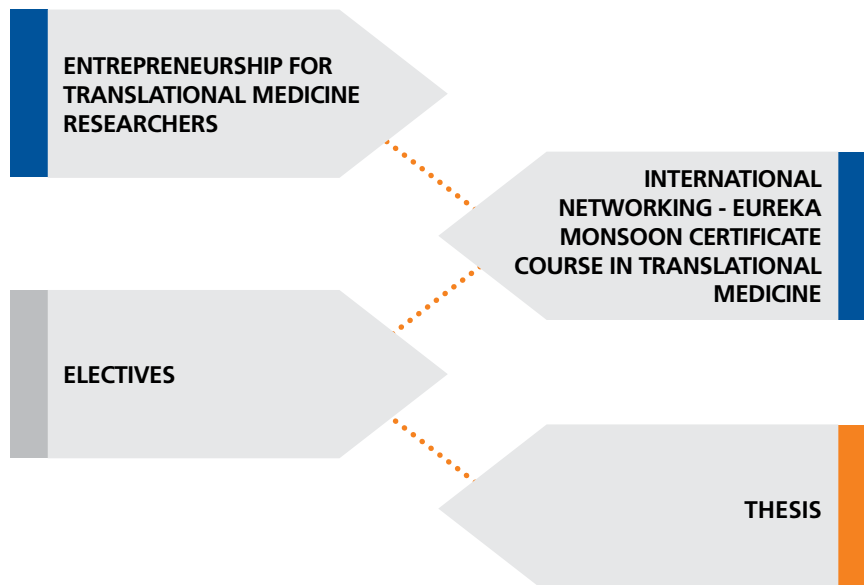 ENTREPRENEURSHIP FOR
TRANSLATIONAL MEDICINE
RESEARCHERS
INTERNATIONAL
NETWORKING - EUREKA
MONSOON CERTIFICATE
COURSE IN TRANSLATIONAL
MEDICINE
ELECTIVES
THESIS